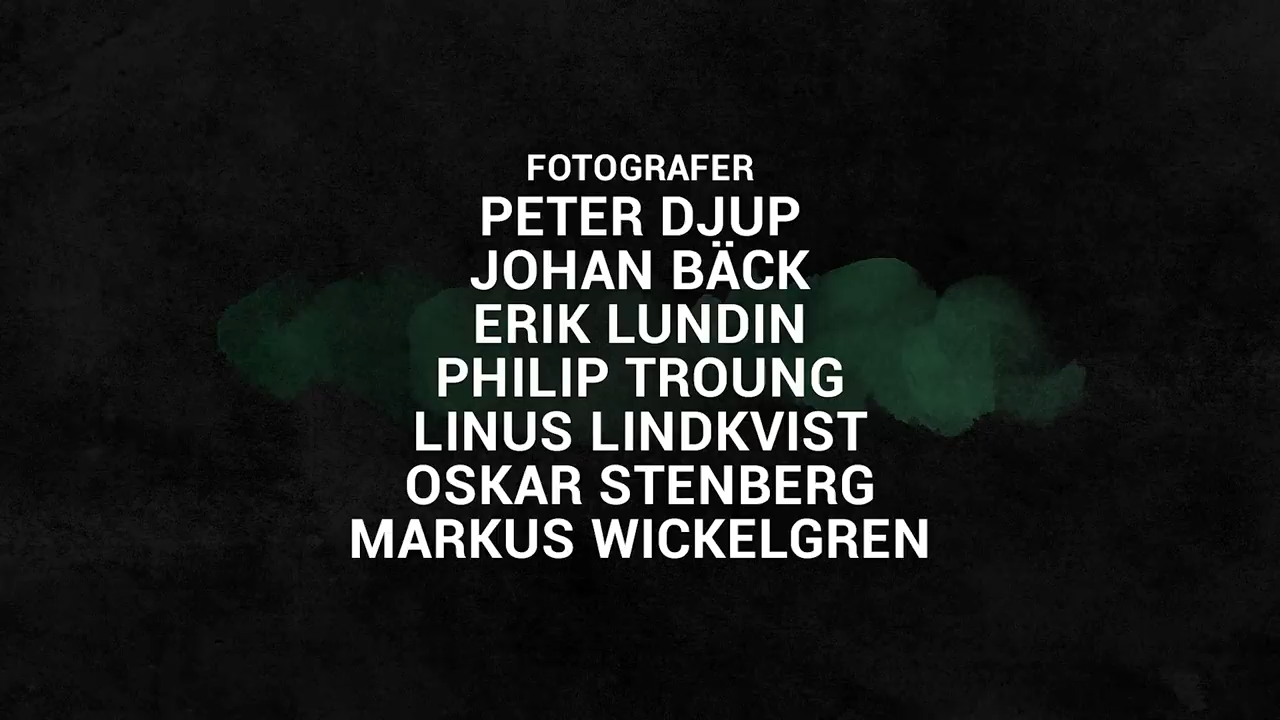 FOTOGRAFER
PETER DJUP
JOHAN BÄCK
ERIK LUNDIN
PHILIP TROUNG
LINUS LINDKVIST
OSKAR STENBERG
MARKUS WICKELGREN